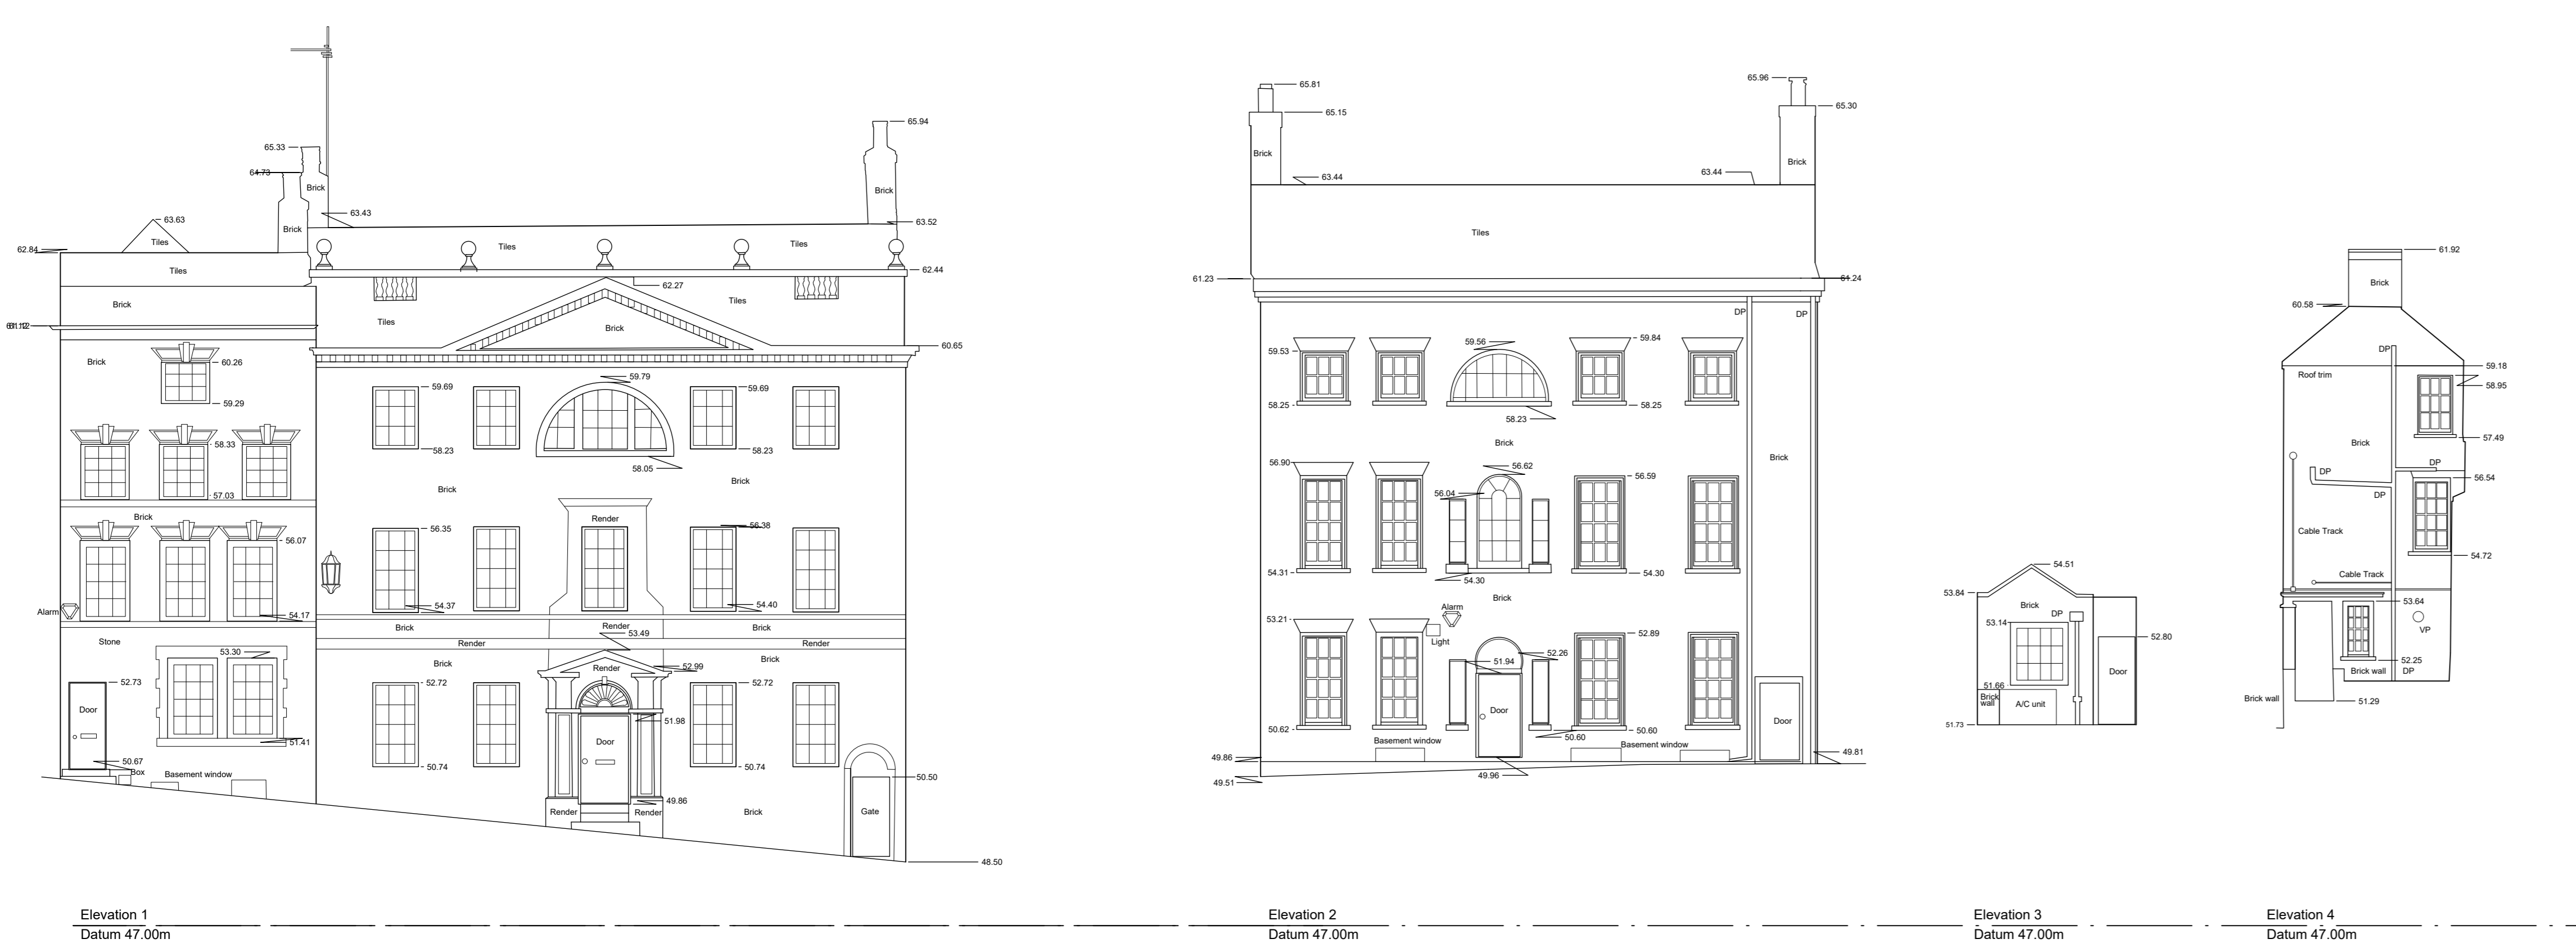 65.94
65.33
64.73
Brick
Brick
63.43
63.52
63.63
Tiles
Brick
62.84
Tiles
Tiles
Tiles
62.44
62.27
Tiles
Brick
Tiles
Brick
60.65
Brick
60.26
59.29
59.79
59.69
59.69
58.33
58.23
58.23
58.05
57.03
Brick
Brick
Brick
Render
56.35
56.38
56.07
54.37
54.40
54.17
Alarm
Brick
Render
Brick
53.49
Stone
Render
Render
53.30
Brick
Render
52.99
Brick
52.73
52.72
52.72
Door
51.98
Door
51.41
50.67
Box
Basement window
50.74
50.74
50.50
49.86
Render
Render
Brick
Gate
48.50
Elevation 1
Datum 47.00m
65.81
65.96
65.15
65.30
Brick
Brick
63.44
63.44
Tiles
61.23
61.24
DP
DP
59.53
59.56
59.84
58.25
58.23
58.25
Brick
Brick
56.90
56.62
56.59
56.04
54.31
54.30
54.30
Brick
Alarm
53.21
Light
52.89
52.26
51.94
Door
Door
50.62
50.60
50.60
Basement window
Basement window
49.86
49.81
49.96
49.51
Elevation 2
Datum 47.00m
54.51
53.84
Brick
DP
53.14
52.80
Door
51.66
Brick
wall
A/C unit
51.73
Elevation 3
Datum 47.00m
61.92
Brick
60.58
DP
59.18
Roof trim
58.95
57.49
Brick
DP
DP
56.54
DP
Cable Track
54.72
Cable Track
53.64
VP
52.25
Brick wall
DP
Brick wall
51.29
Elevation 4
Datum 47.00m